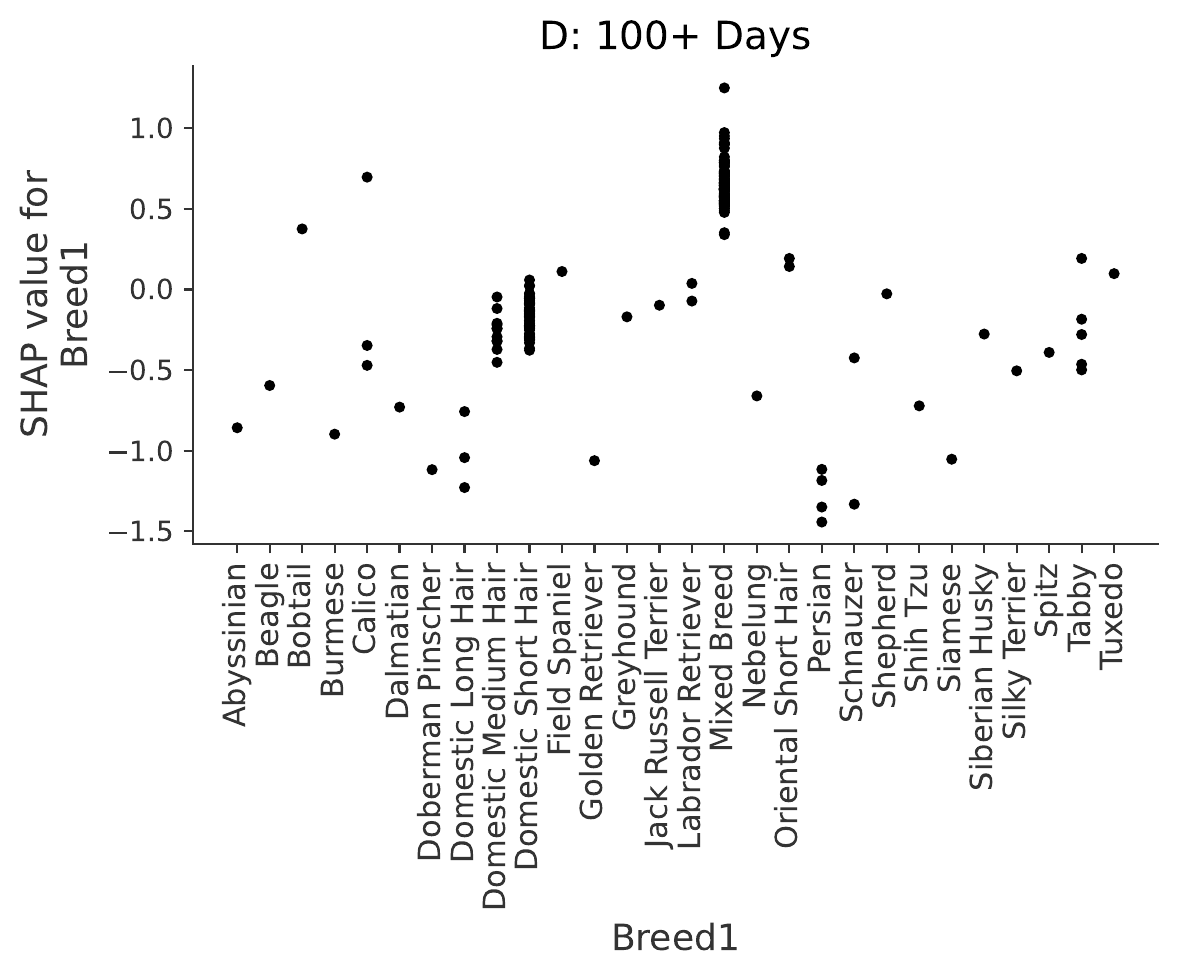 D: 100+ Days
SHAP value for
Breed1
1.0
0.5
0.0
−0.5
−1.0
−1.5
Abyssinian
Beagle
Bobtail
Burmese
Calico
Dalmatian
Doberman Pinscher
Domestic Long Hair
Domestic Medium Hair
Domestic Short Hair
Field Spaniel
Golden Retriever
Greyhound
Jack Russell Terrier
Labrador Retriever
Mixed Breed
Nebelung
Oriental Short Hair
Persian
Schnauzer
Shepherd
Shih Tzu
Siamese
Siberian Husky
Silky Terrier
Spitz
Tabby
Tuxedo
Breed1